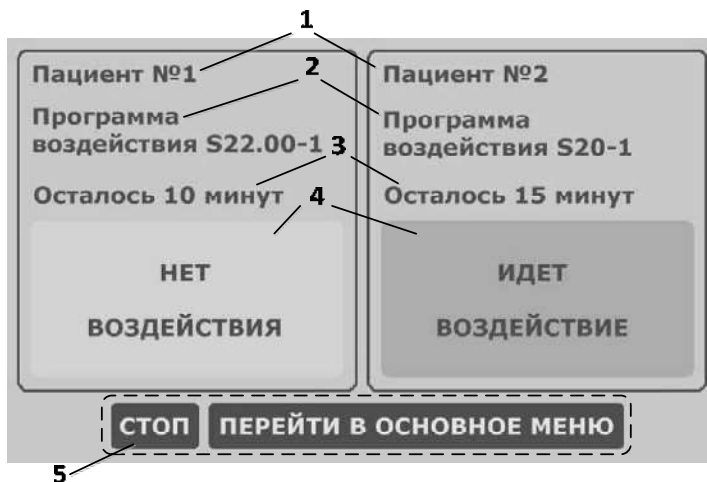 1
Пациент №1
Пациент №2
2
Программа
воздействия S22.00-1
Программа
воздействия S20-1
3
Осталось 10 минут
Осталось 15 минут
4
НЕТ
ВОЗДЕЙСТВИЯ
ИДЕТ
ВОЗДЕЙСТВИЕ
СТОП
ПЕРЕЙТИ В ОСНОВНОЕ МЕНЮ
5